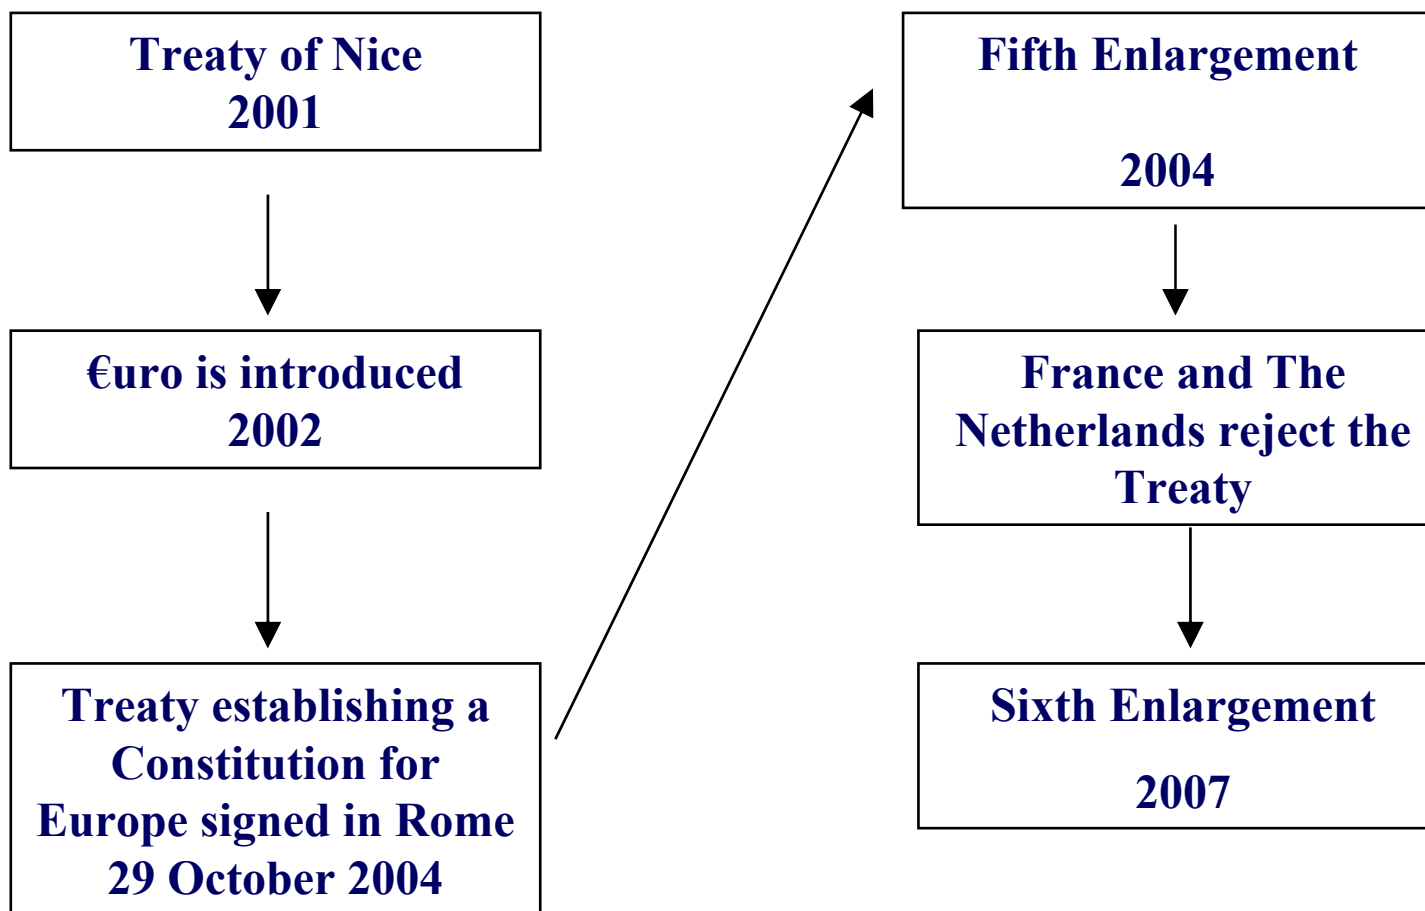 Treaty of Nice
2001
€uro is introduced
2002
Treaty establishing a
Constitution for
Europe signed in Rome
29 October 2004
Fifth Enlargement
2004
France and The
Netherlands reject the
Treaty
Sixth Enlargement
2007